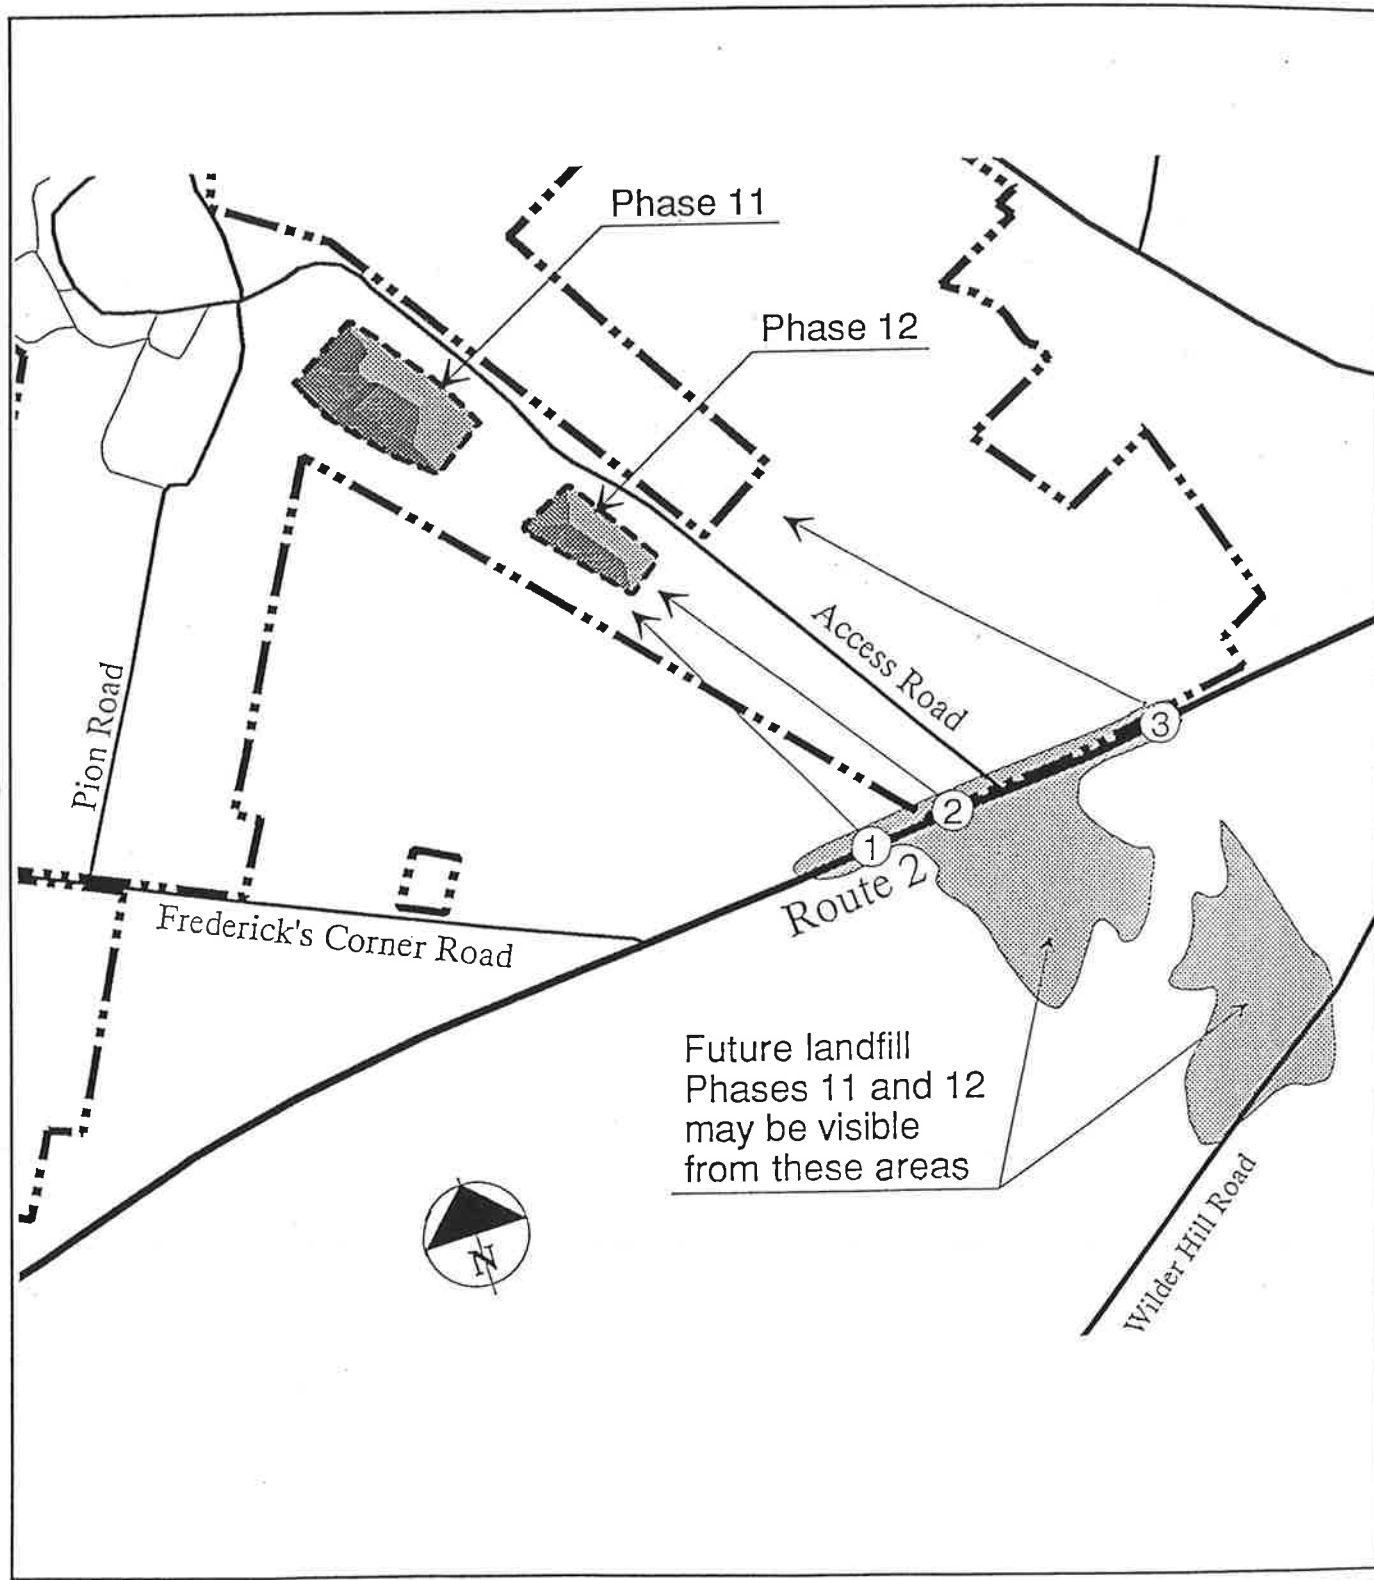 Phase 11
Phase 12
Access Road
Pion Road
3
2
1
Route 2
Frederick's Corner Road
Future landfill
Phases 11 and 12
may be visible
from these areas
N
Wilder Hill Road